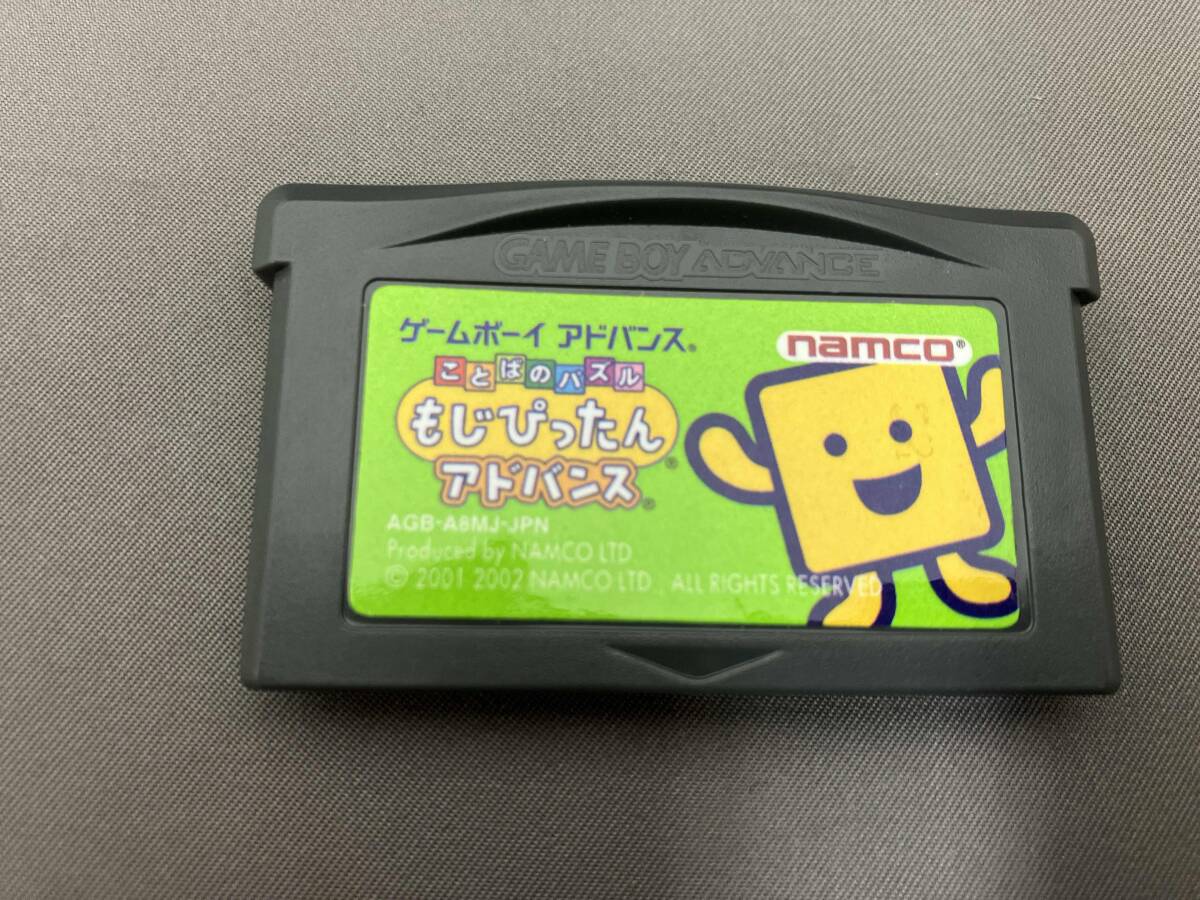 GAME BOY ADVANCE
ゲームボーイ アドバンス®
namco®
ことばのパズル
もじぴったん®
アドバンス®
AGB-A8MJ-JPN
Produced by NAMCO LTD
© 2001 2002 NAMCO LTD., ALL RIGHTS RESERVED